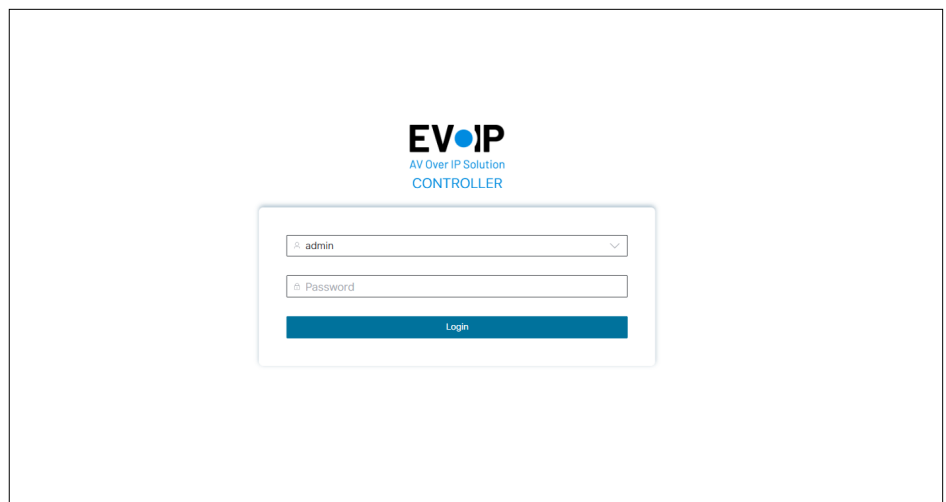 EVOIP
AV Over IP Solution
CONTROLLER
admin
Password
Login